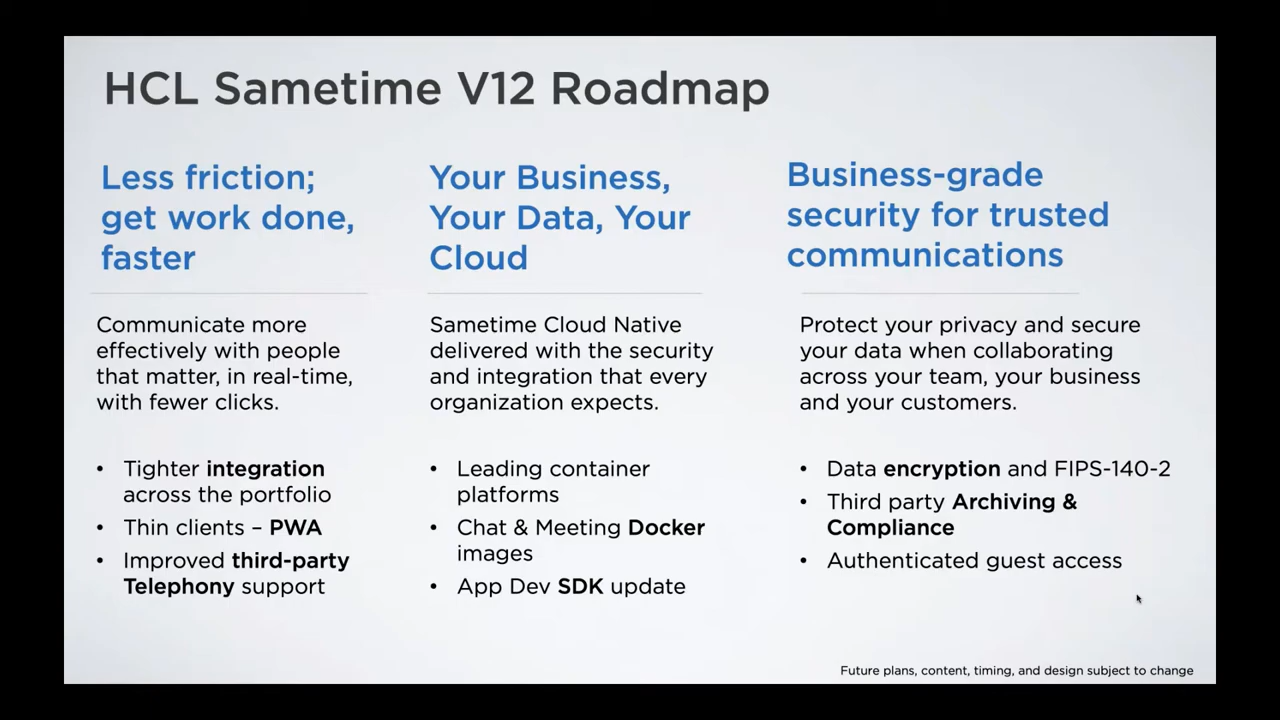 HCL Sametime V12 Roadmap
Less friction;
get work done,
faster
Communicate more
effectively with people
that matter, in real-time,
with fewer clicks.
• Tighter integration
across the portfolio
• Thin clients – PWA
• Improved third-party
Telephony support
Your Business,
Your Data, Your
Cloud
Sametime Cloud Native
delivered with the security
and integration that every
organization expects.
• Leading container
platforms
• Chat & Meeting Docker
images
• App Dev SDK update
Business-grade
security for trusted
communications
Protect your privacy and secure
your data when collaborating
across your team, your business
and your customers.
• Data encryption and FIPS-140-2
• Third party Archiving &
Compliance
• Authenticated guest access
Future plans, content, timing, and design subject to change